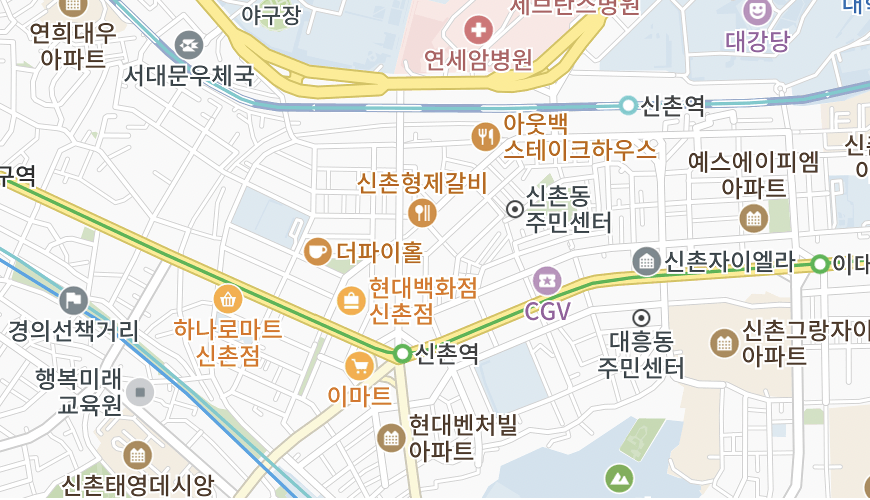 세브란스병원
야구장
연희대우
아파트
연세암병원
대강당
서대문우체국
신촌역
아웃백
스테이크하우스
예스에이피엠
아파트
구역
신촌형제갈비
신촌동
주민센터
더파이홀
신촌자이엘라
이대
현대백화점
신촌점
CGV
경의선책거리
하나로마트
신촌점
대흥동
주민센터
신촌그랑자이
아파트
신촌역
이마트
행복미래
교육원
현대벤처빌
아파트
신촌태영데시앙